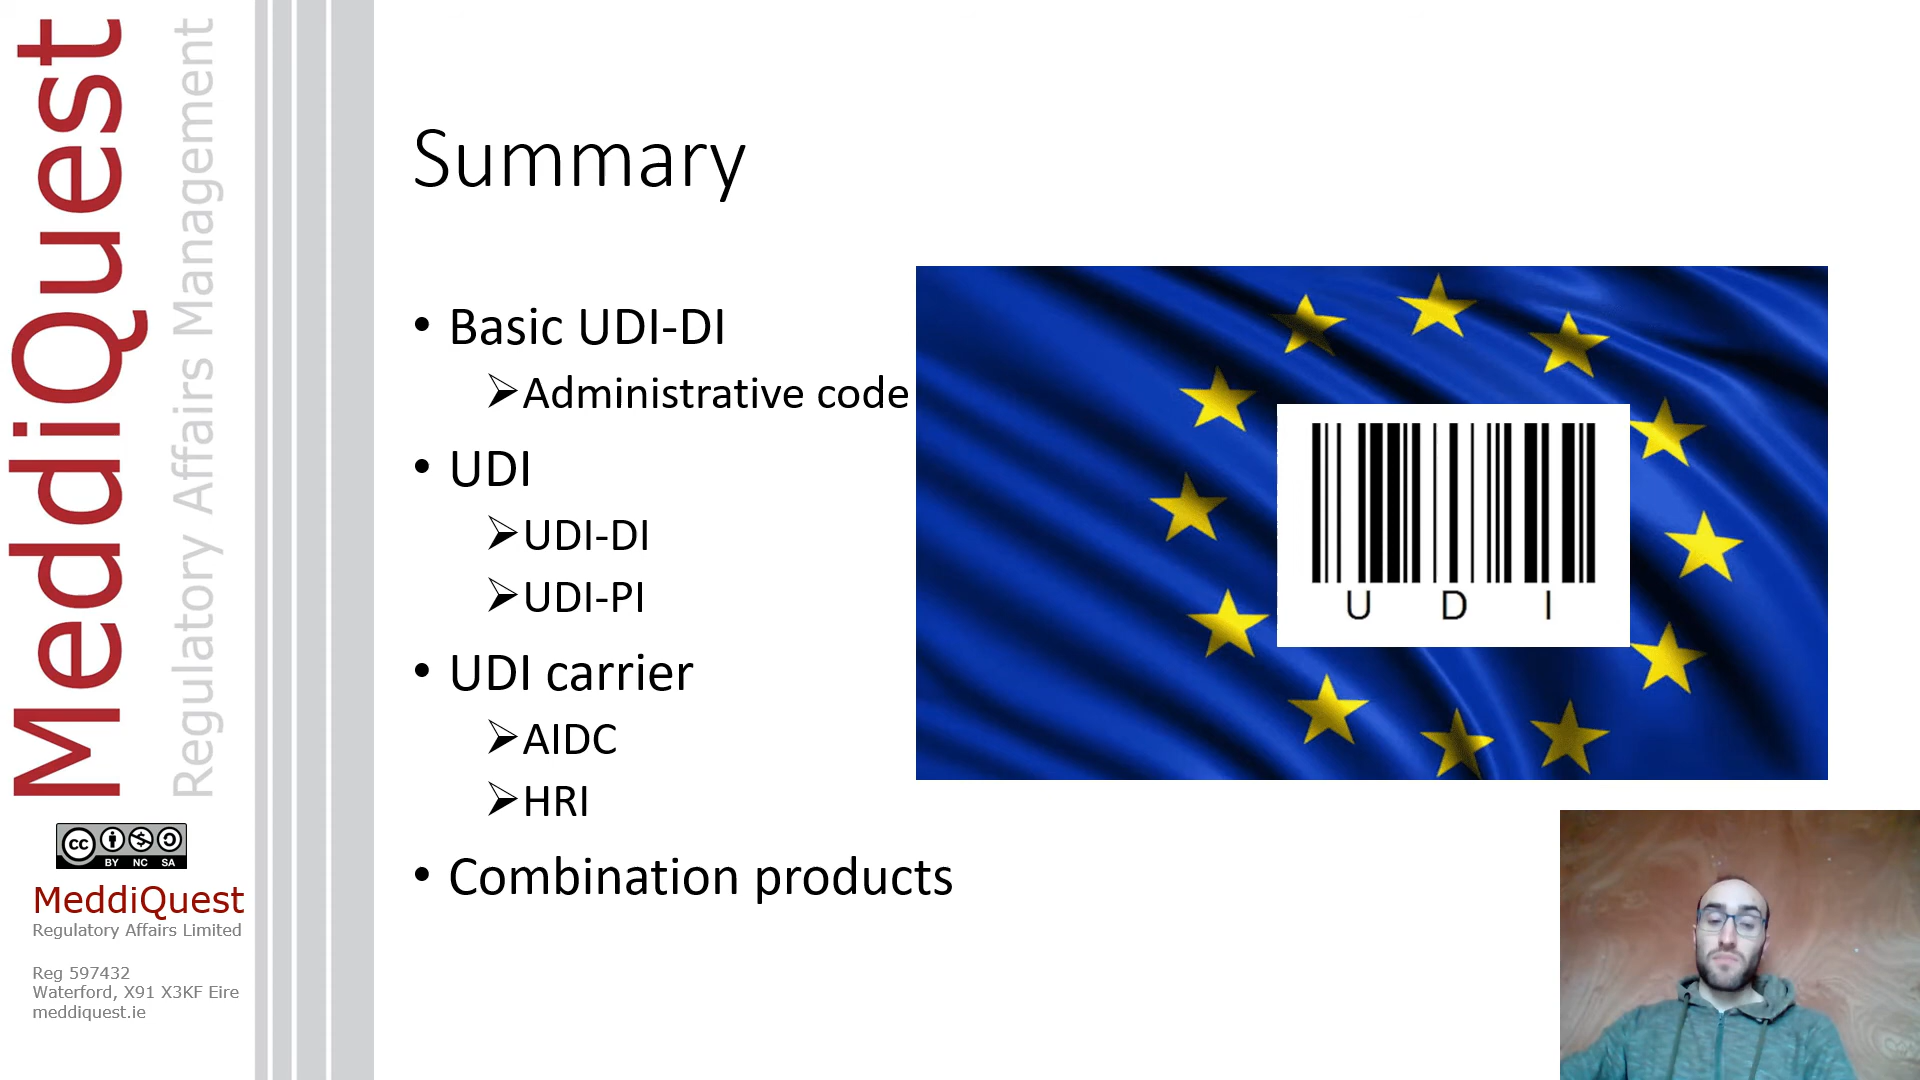 MeddiQuest
Regulatory Affairs Management
Summary
• Basic UDI-DI
➢Administrative code
• UDI
➢UDI-DI
➢UDI-PI
• UDI carrier
➢AIDC
➢HRI
• Combination products
U D I
cc
BY NC SA
MeddiQuest
Regulatory Affairs Limited
Reg 597432
Waterford, X91 X3KF Eire
meddiquest.ie